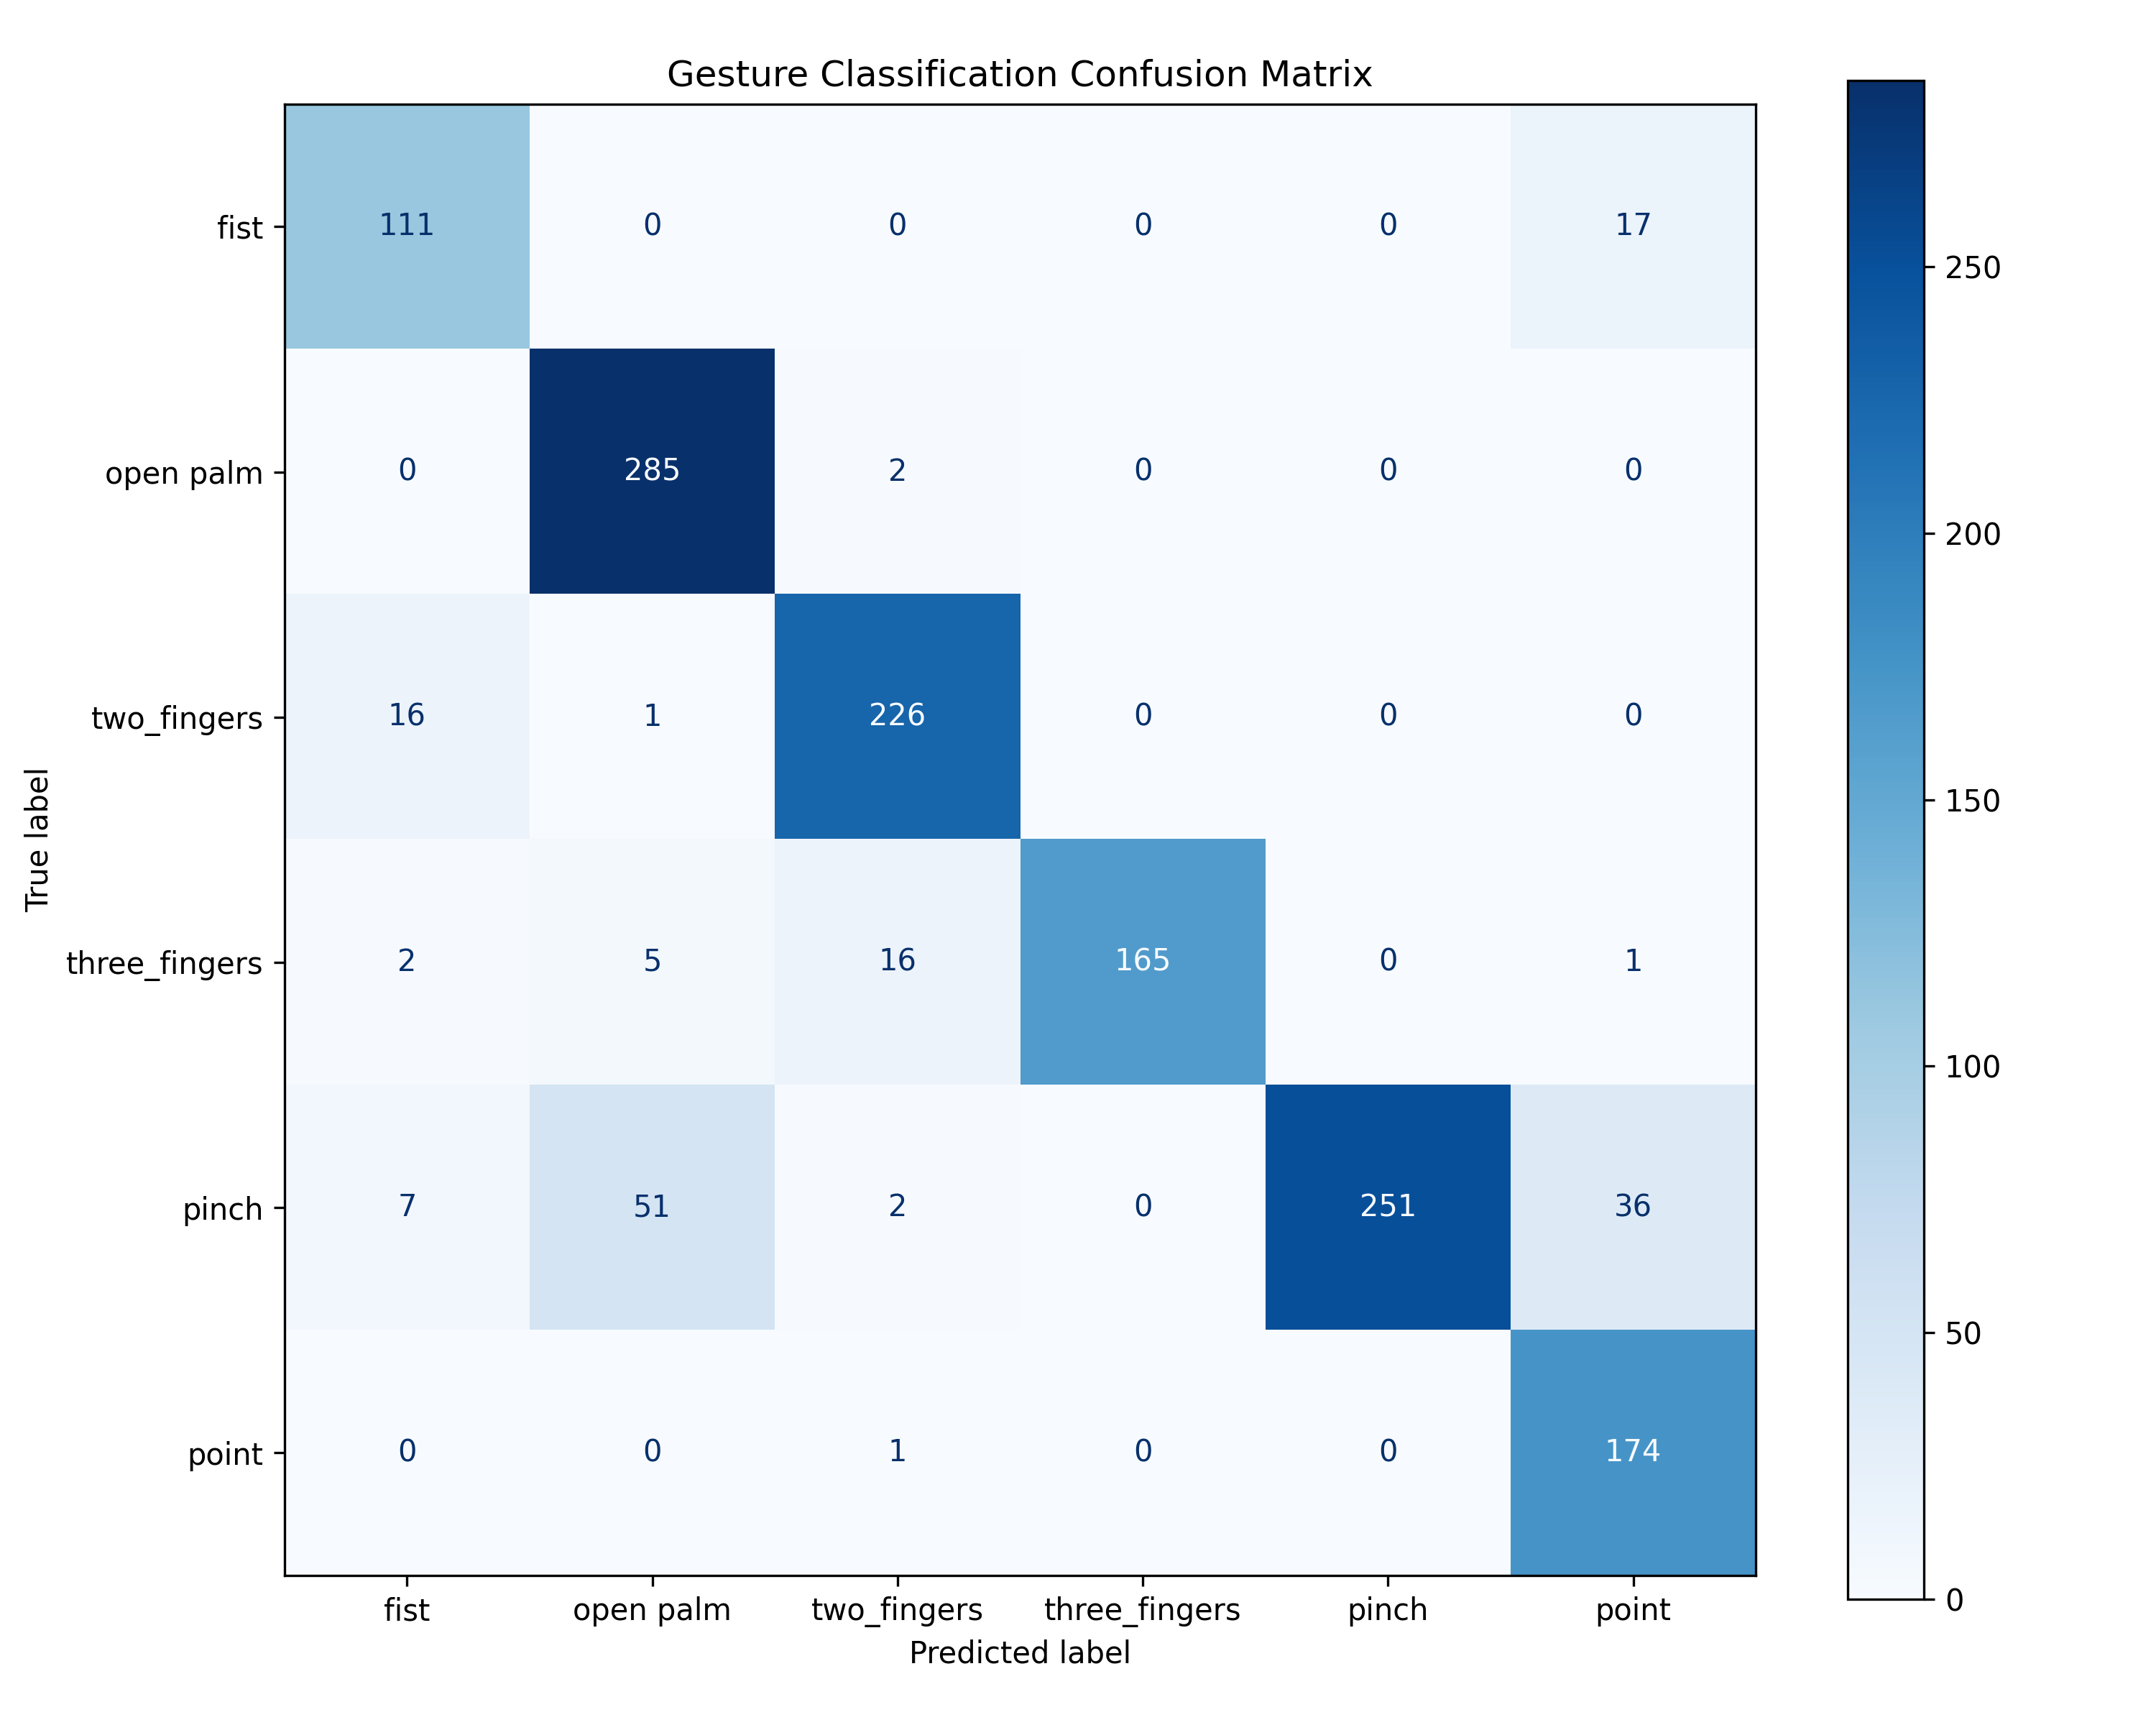 Gesture Classification Confusion Matrix
fist 111 0 0 0 0 17
open palm 0 285 2 0 0 0
two_fingers 16 1 226 0 0 0
three_fingers 2 5 16 165 0 1
pinch 7 51 2 0 251 36
point 0 0 1 0 0 174
fist open palm two_fingers three_fingers pinch point
Predicted label
True label
250
200
150
100
50
0